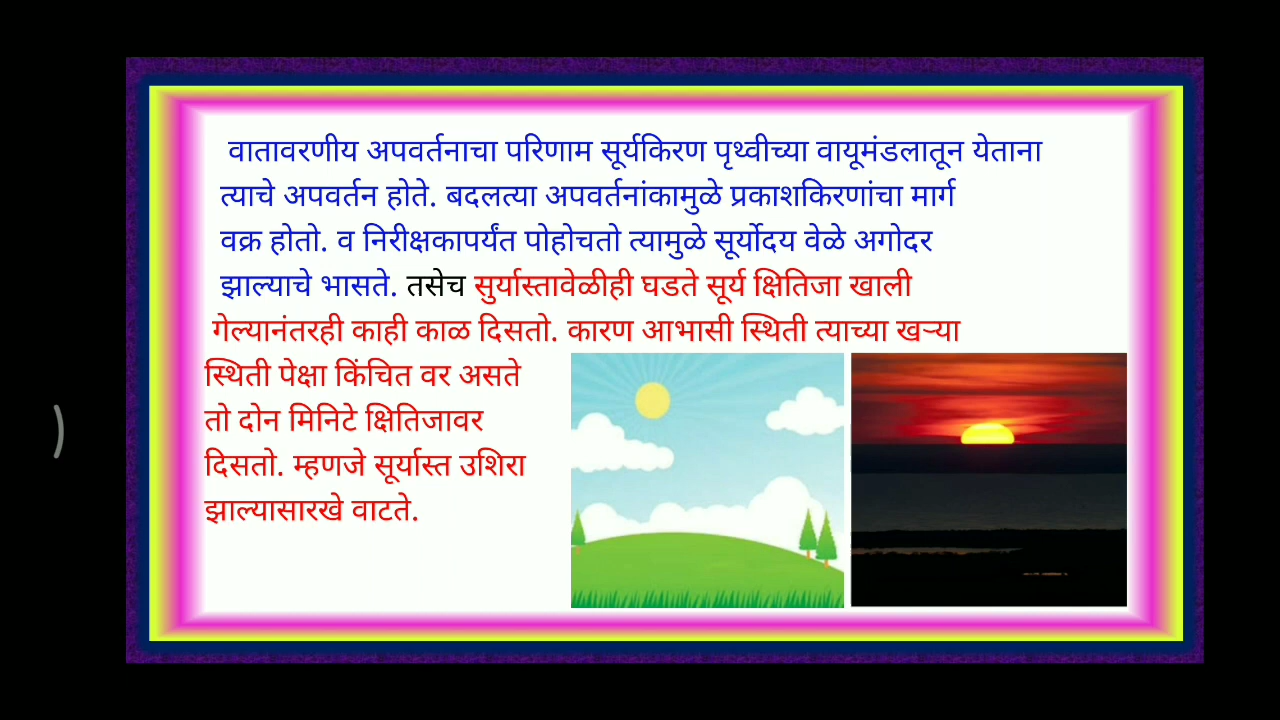 वातावरणीय अपवर्तनाचा परिणाम सूर्यकिरण पृथ्वीच्या वायूमंडलातून येताना
त्याचे अपवर्तन होते. बदलत्या अपवर्तनांकामुळे प्रकाशकिरणांचा मार्ग
वक्र होतो. व निरीक्षकापर्यंत पोहोचतो त्यामुळे सूर्योदय वेळे अगोदर
झाल्याचे भासते. तसेच सुर्यास्तावेळीही घडते सूर्य क्षितिजा खाली
गेल्यानंतरही काही काळ दिसतो. कारण आभासी स्थिती त्याच्या खऱ्या
स्थिती पेक्षा किंचित वर असते
तो दोन मिनिटे क्षितिजावर
दिसतो. म्हणजे सूर्यास्त उशिरा
झाल्यासारखे वाटते.